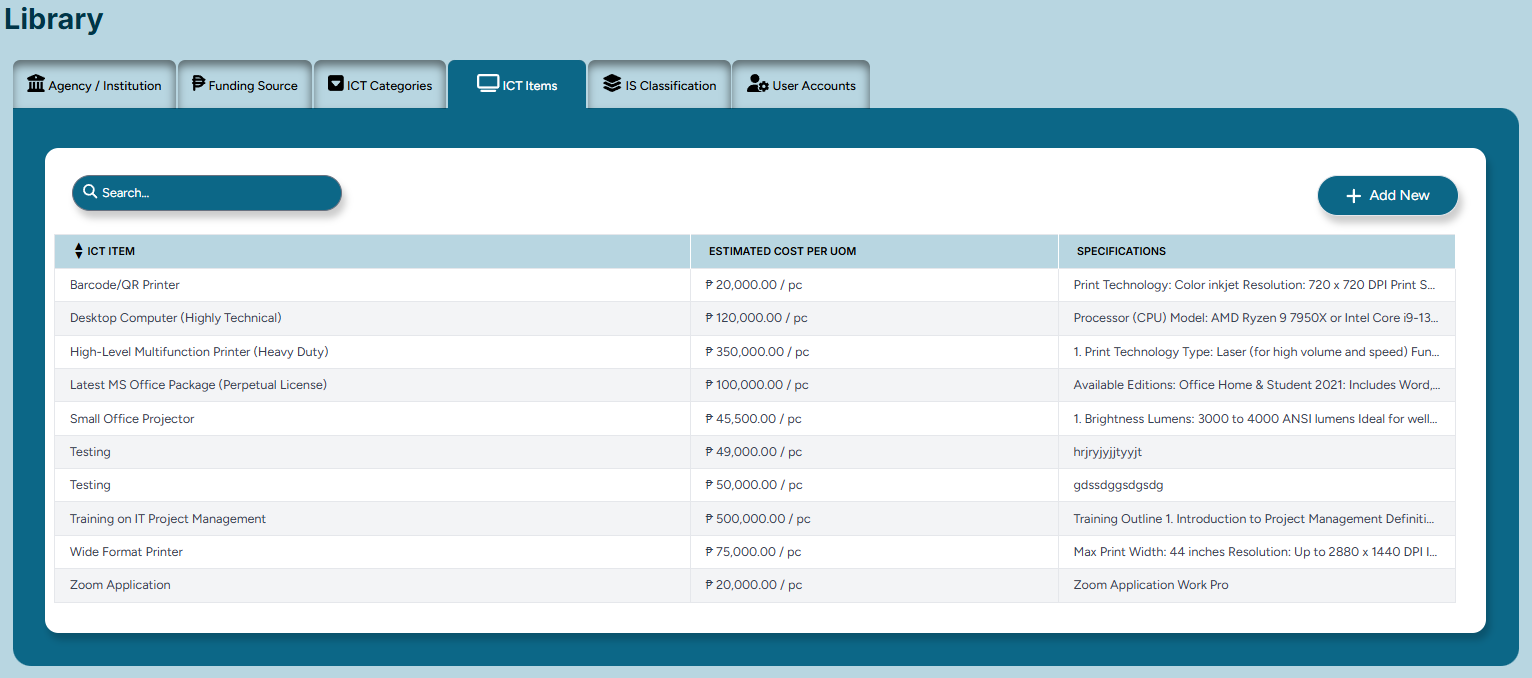 Library
Agency / Institution Funding Source ICT Categories ICT Items IS Classification User Accounts
Search... Add New
ICT ITEM ESTIMATED COST PER UOM SPECIFICATIONS
Barcode/QR Printer ₱ 20,000.00 / pc Print Technology: Color inkjet Resolution: 720 x 720 DPI Print S...
Desktop Computer (Highly Technical) ₱ 120,000.00 / pc Processor (CPU) Model: AMD Ryzen 9 7950X or Intel Core i9-13...
High-Level Multifunction Printer (Heavy Duty) ₱ 350,000.00 / pc 1. Print Technology Type: Laser (for high volume and speed) Fun...
Latest MS Office Package (Perpetual License) ₱ 100,000.00 / pc Available Editions: Office Home & Student 2021: Includes Word,...
Small Office Projector ₱ 45,500.00 / pc 1. Brightness Lumens: 3000 to 4000 ANSI lumens Ideal for well...
Testing ₱ 49,000.00 / pc hrjryjyjjtyyjt
Testing ₱ 50,000.00 / pc gdssdggsdgsdg
Training on IT Project Management ₱ 500,000.00 / pc Training Outline 1. Introduction to Project Management Definiti...
Wide Format Printer ₱ 75,000.00 / pc Max Print Width: 44 inches Resolution: Up to 2880 x 1440 DPI I...
Zoom Application ₱ 20,000.00 / pc Zoom Application Work Pro